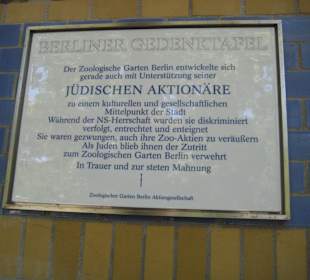 BERLINER GEDENKTAFEL
Der Zoologische Garten Berlin entwickelte sich
gerade auch mit Unterstützung seiner
JÜDISCHEN AKTIONÄRE
zu einem kulturellen und gesellschaftlichen
Mittelpunkt der Stadt
Während der NS-Herrschaft wurden sie diskriminiert
verfolgt, entrechtet und enteignet
Sie waren gezwungen, auch ihre Zoo-Aktien zu veräußern
Als Juden blieb ihnen der Zutritt
zum Zoologischen Garten Berlin verwehrt
In Trauer und zur steten Mahnung
Zoologischer Garten Berlin Aktiengesellschaft